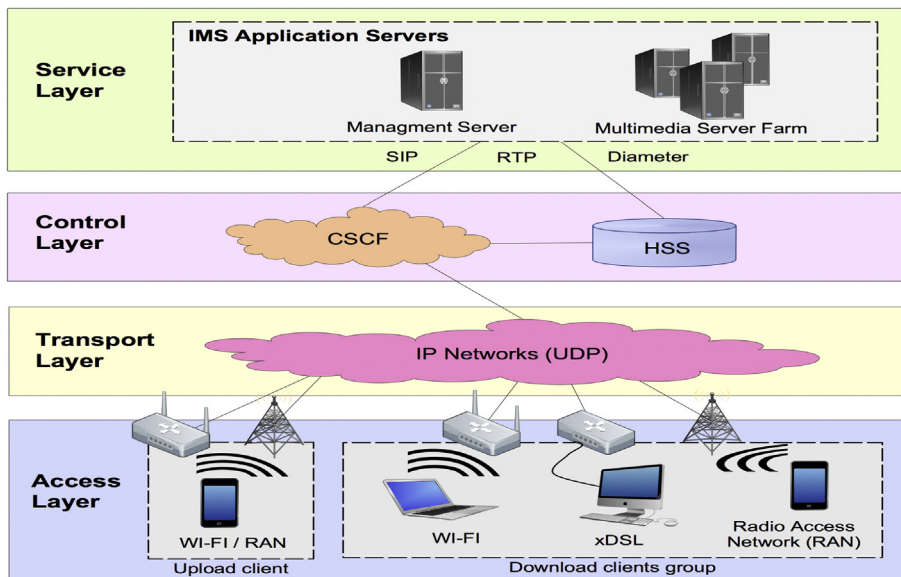 IMS Application Servers
Service
Layer
Managment Server
Multimedia Server Farm
SIP
RTP
Diameter
Control
Layer
CSCF
HSS
Transport
Layer
IP Networks (UDP)
Access
Layer
WI-FI / RAN
WI-FI
xDSL
Radio Access
Network (RAN)
Upload client
Download clients group